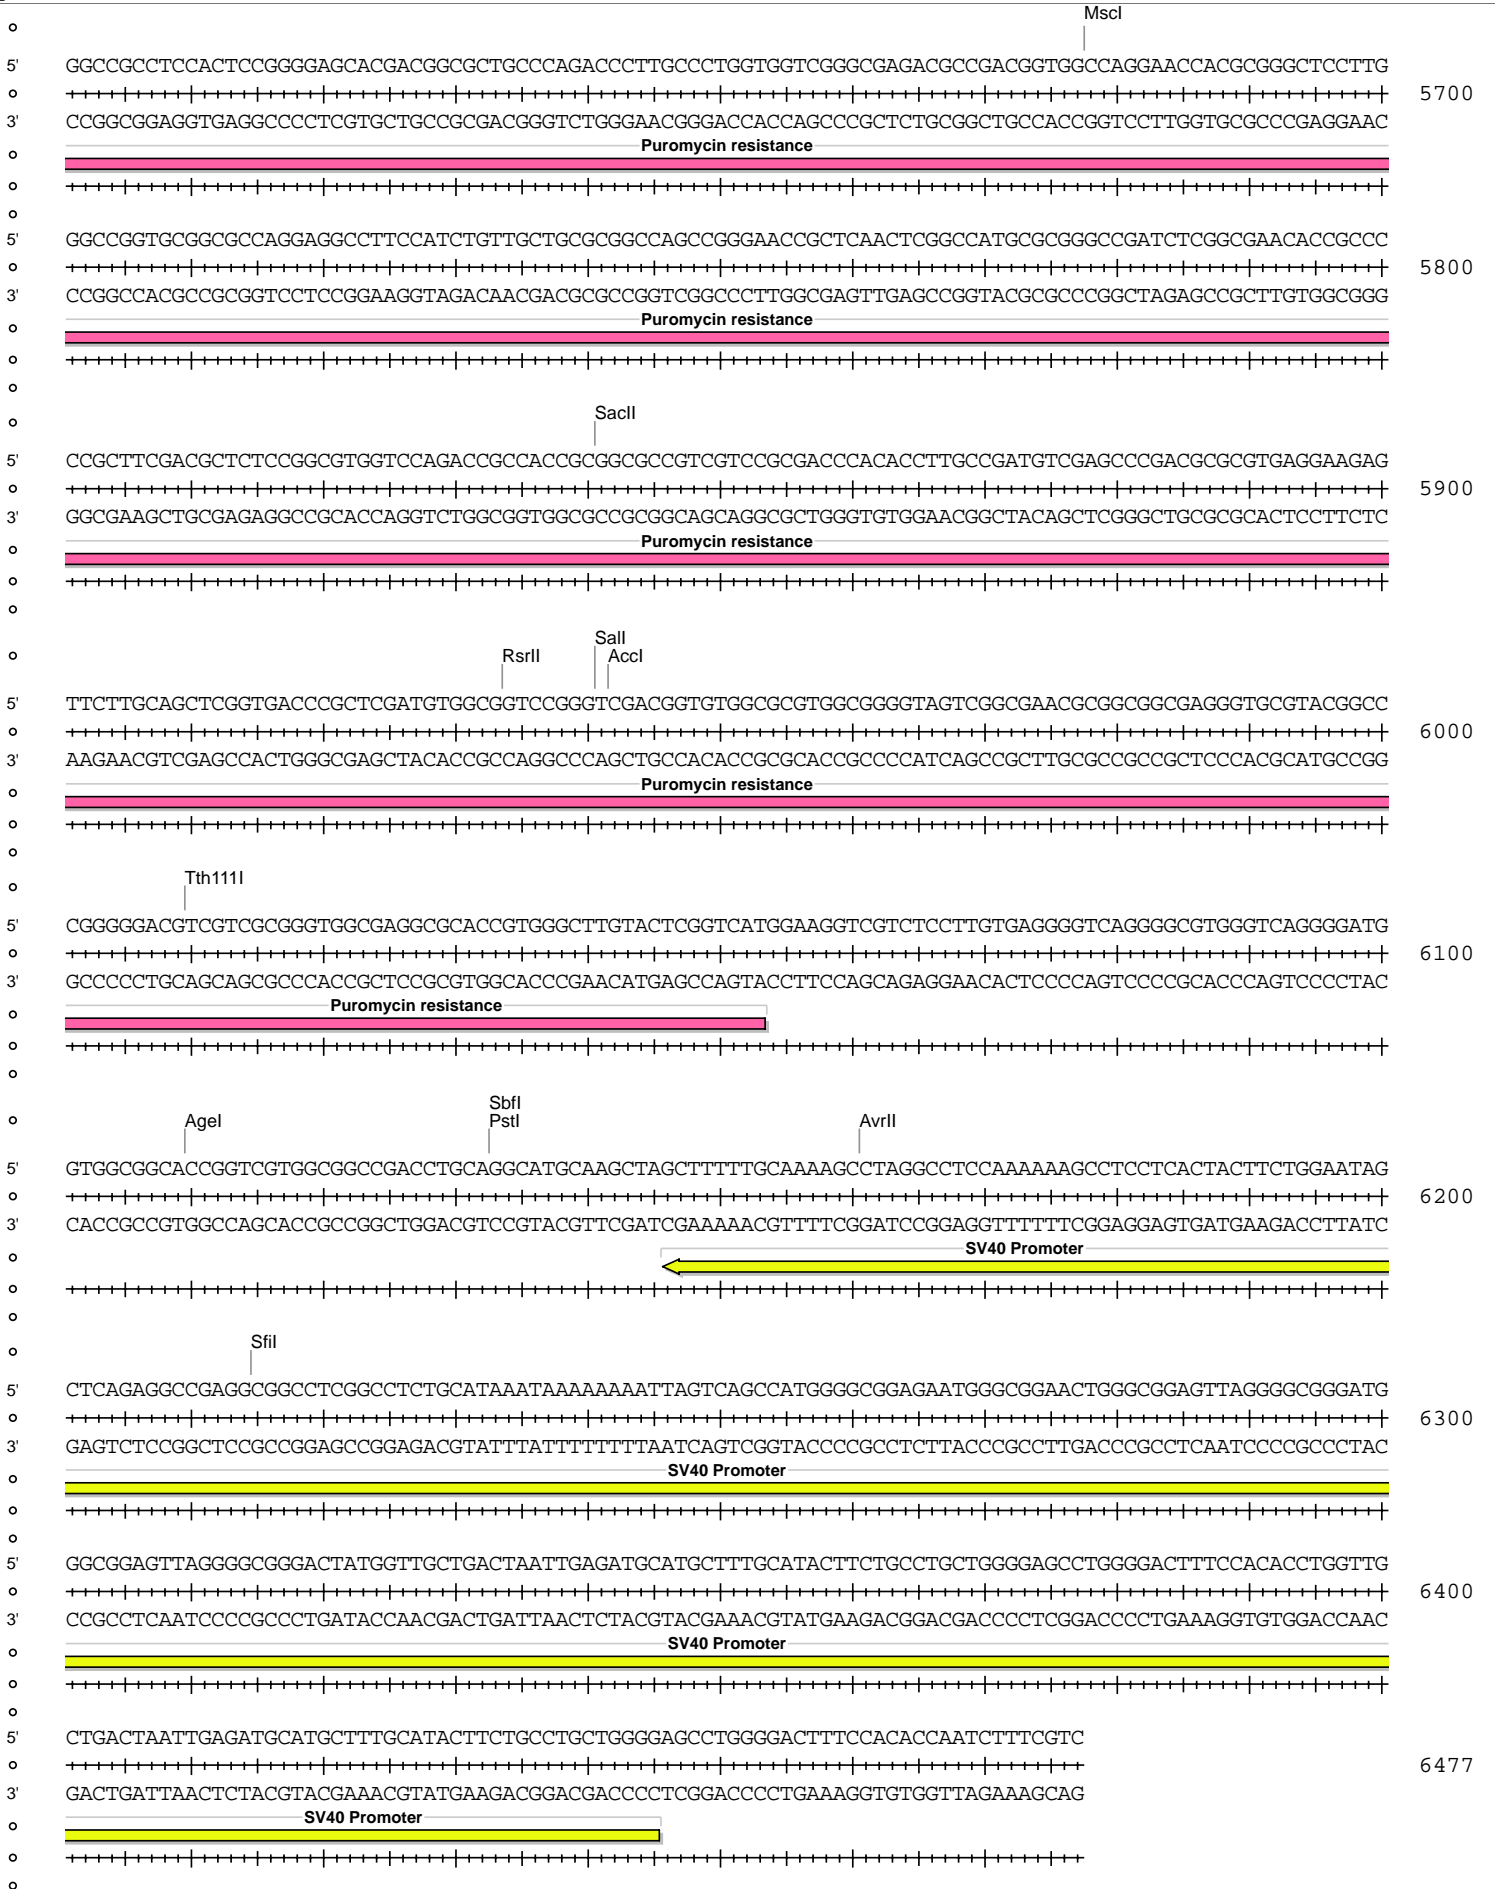 MscI
5' GGCCGCCTCCACTCCGGGGAGCACGACGGCGCTGCCCAGACCCTTGCCCTGGTGGTCGGGCGAGACGCCGACGGTGGCCAGGAACCACGCGGGCTCCTTG
5700
3' CCGGCGGAGGTGAGGCCCCTCGTGCTGCCGCGACGGGTCTGGGAACGGGACCACCAGCCCGCTCTGCGGCTGCCACCGGTCCTTGGTGCGCCCGAGGAAC
Puromycin resistance
5' GGCCGGTGCGGCGCCAGGAGGCCTTCCATCTGTTGCTGCGCGGCCAGCCGGGAACCGCTCAACTCGGCCATGCGCGGGCCGATCTCGGCGAACACCGCCC
5800
3' CCGGCCACGCCGCGGTCCTCCGGAAGGTAGACAACGACGCGCCGGTCGGCCCTTGGCGAGTTGAGCCGGTACGCGCCCGGCTAGAGCCGCTTGTGGCGGG
Puromycin resistance
SacII
5' CCGCTTCGACGCTCTCCGGCGTGGTCCAGACCGCCACCGCGGCGCCGTCGTCCGCGACCCACACCTTGCCGATGTCGAGCCCGACGCGCGTGAGGAAGAG
5900
3' GGCGAAGCTGCGAGAGGCCGCACCAGGTCTGGCGGTGGCGCCGCGGCAGCAGGCGCTGGGTGTGGAACGGCTACAGCTCGGGCTGCGCGCACTCCTTCTC
Puromycin resistance
SalI
RsrII AccI
5' TTCTTGCAGCTCGGTGACCCGCTCGATGTGGCGGTCCGGGTCGACGGTGTGGCGCGTGGCGGGGTAGTCGGCGAACGCGGCGGCGAGGGTGCGTACGGCC
6000
3' AAGAACGTCGAGCCACTGGGCGAGCTACACCGCCAGGCCCAGCTGCCACACCGCGCACCGCCCCATCAGCCGCTTGCGCCGCCGCTCCCACGCATGCCGG
Puromycin resistance
Tth111I
5' CGGGGGACGTCGTCGCGGGTGGCGAGGCGCACCGTGGGCTTGTACTCGGTCATGGAAGGTCGTCTCCTTGTGAGGGGTCAGGGGCGTGGGTCAGGGGATG
6100
3' GCCCCCTGCAGCAGCGCCCACCGCTCCGCGTGGCACCCGAACATGAGCCAGTACCTTCCAGCAGAGGAACACTCCCCAGTCCCCGCACCCAGTCCCCTAC
Puromycin resistance
SbfI
AgeI PstI AvrII
5' GTGGCGGCACCGGTCGTGGCGGCCGACCTGCAGGCATGCAAGCTAGCTTTTTGCAAAAGCCTAGGCCTCCAAAAAAGCCTCCTCACTACTTCTGGAATAG
6200
3' CACCGCCGTGGCCAGCACCGCCGGCTGGACGTCCGTACGTTCGATCGAAAAACGTTTTCGGATCCGGAGGTTTTTTCGGAGGAGTGATGAAGACCTTATC
SV40 Promoter
SfiI
5' CTCAGAGGCCGAGGCGGCCTCGGCCTCTGCATAAATAAAAAAAATTAGTCAGCCATGGGGCGGAGAATGGGCGGAACTGGGCGGAGTTAGGGGCGGGATG
6300
3' GAGTCTCCGGCTCCGCCGGAGCCGGAGACGTATTTATTTTTTTTAATCAGTCGGTACCCCGCCTCTTACCCGCCTTGACCCGCCTCAATCCCCGCCCTAC
SV40 Promoter
5' GGCGGAGTTAGGGGCGGGACTATGGTTGCTGACTAATTGAGATGCATGCTTTGCATACTTCTGCCTGCTGGGGAGCCTGGGGACTTTCCACACCTGGTTG
6400
3' CCGCCTCAATCCCCGCCCTGATACCAACGACTGATTAACTCTACGTACGAAACGTATGAAGACGGACGACCCCTCGGACCCCTGAAAGGTGTGGACCAAC
SV40 Promoter
5' CTGACTAATTGAGATGCATGCTTTGCATACTTCTGCCTGCTGGGGAGCCTGGGGACTTTCCACACCAATCTTTCGTC
6477
3' GACTGATTAACTCTACGTACGAAACGTATGAAGACGGACGACCCCTCGGACCCCTGAAAGGTGTGGTTAGAAAGCAG
SV40 Promoter